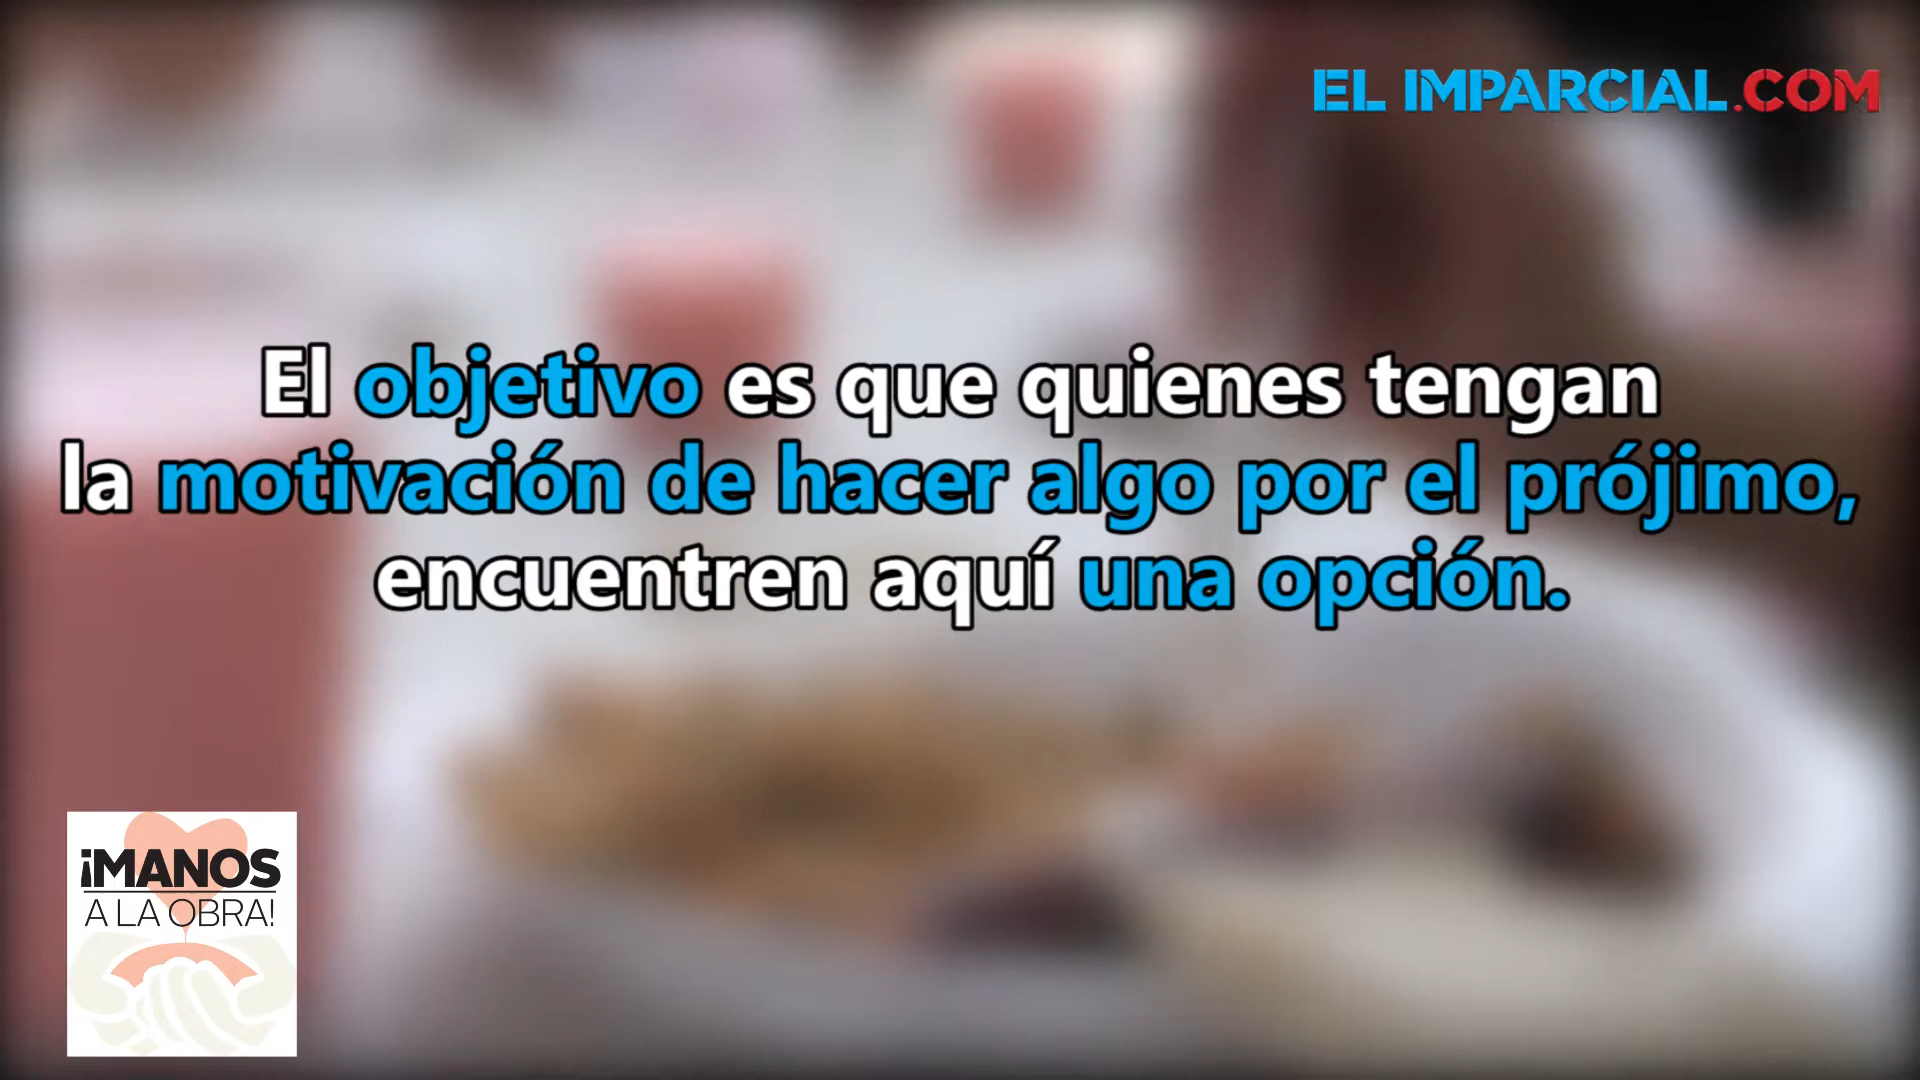 EL IMPARCIAL.COM
El objetivo es que quienes tengan
la motivación de hacer algo por el prójimo,
encuentren aquí una opción.
¡MANOS
A LA OBRA!